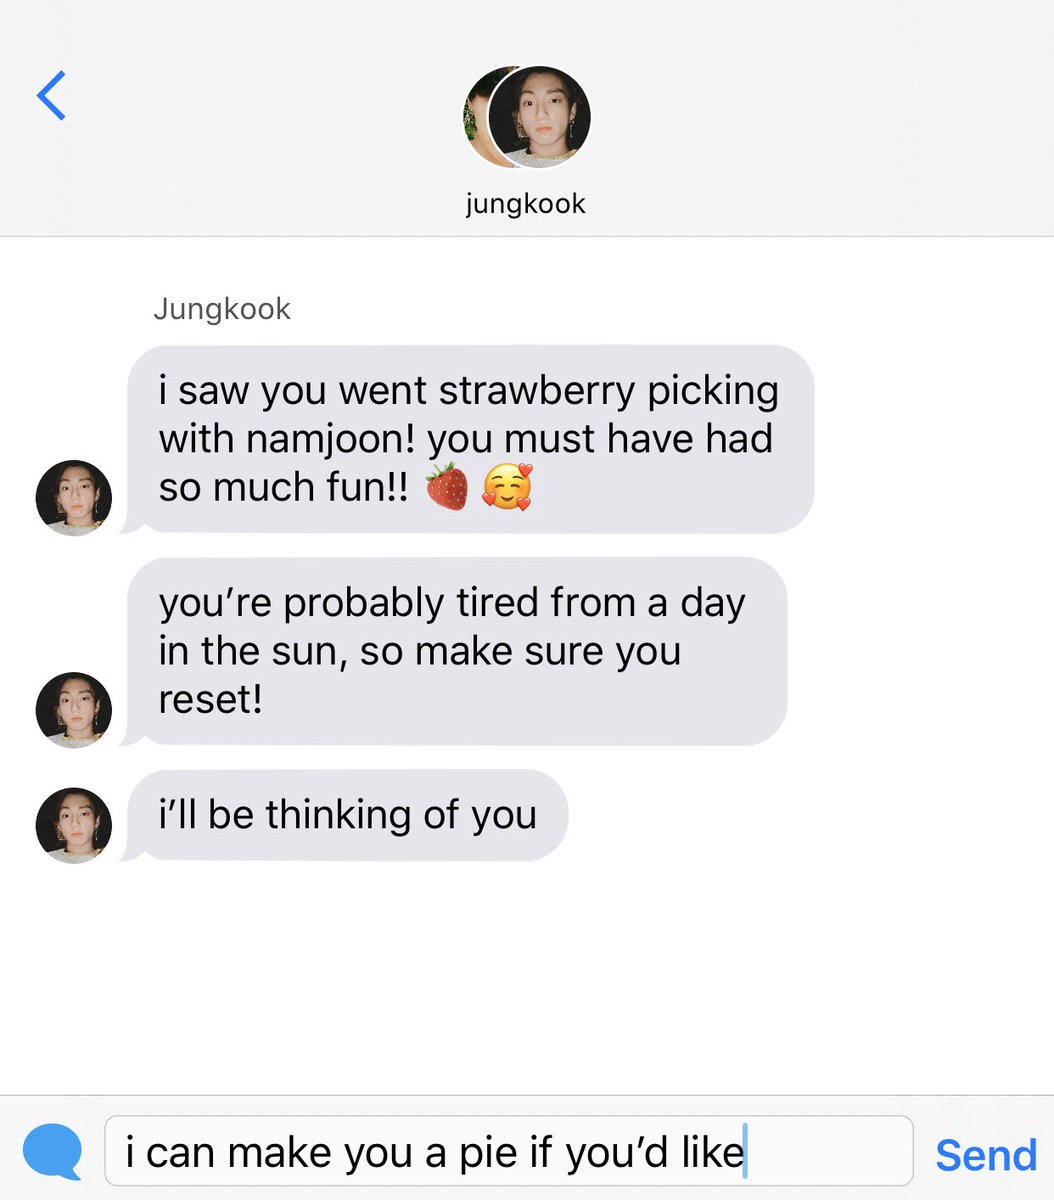 jungkook
Jungkook
i saw you went strawberry picking
with namjoon! you must have had
so much fun!! 🍓 🥰
you’re probably tired from a day
in the sun, so make sure you
reset!
i’ll be thinking of you
i can make you a pie if you’d like
Send